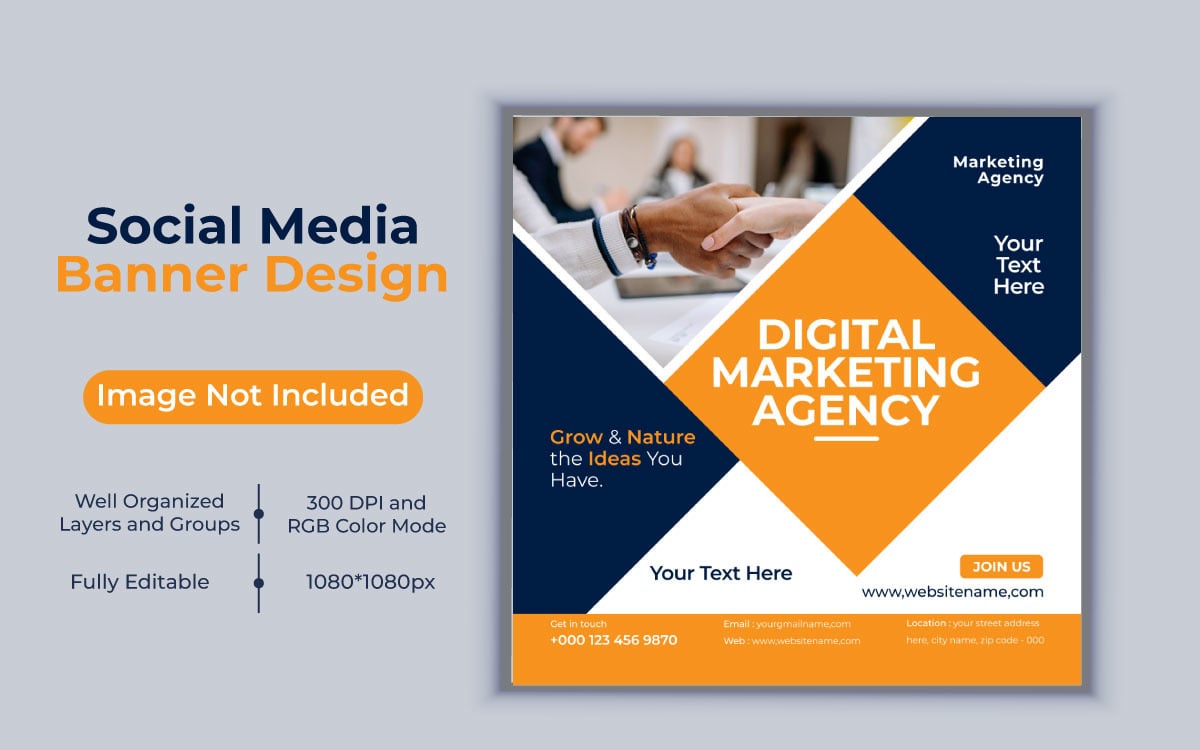 Social Media
Banner Design
Image Not Included
Well Organized
Layers and Groups
300 DPI and
RGB Color Mode
Fully Editable
1080*1080px
Marketing
Agency
Your
Text
Here
DIGITAL
MARKETING
AGENCY
Grow & Nature
the Ideas You
Have.
Your Text Here
JOIN US
www,websitename,com
Get in touch
+000 123 456 9870
Email : yourgmailname,com
Web : www,websitename,com
Location : your street address
here, city name, zip code - 000